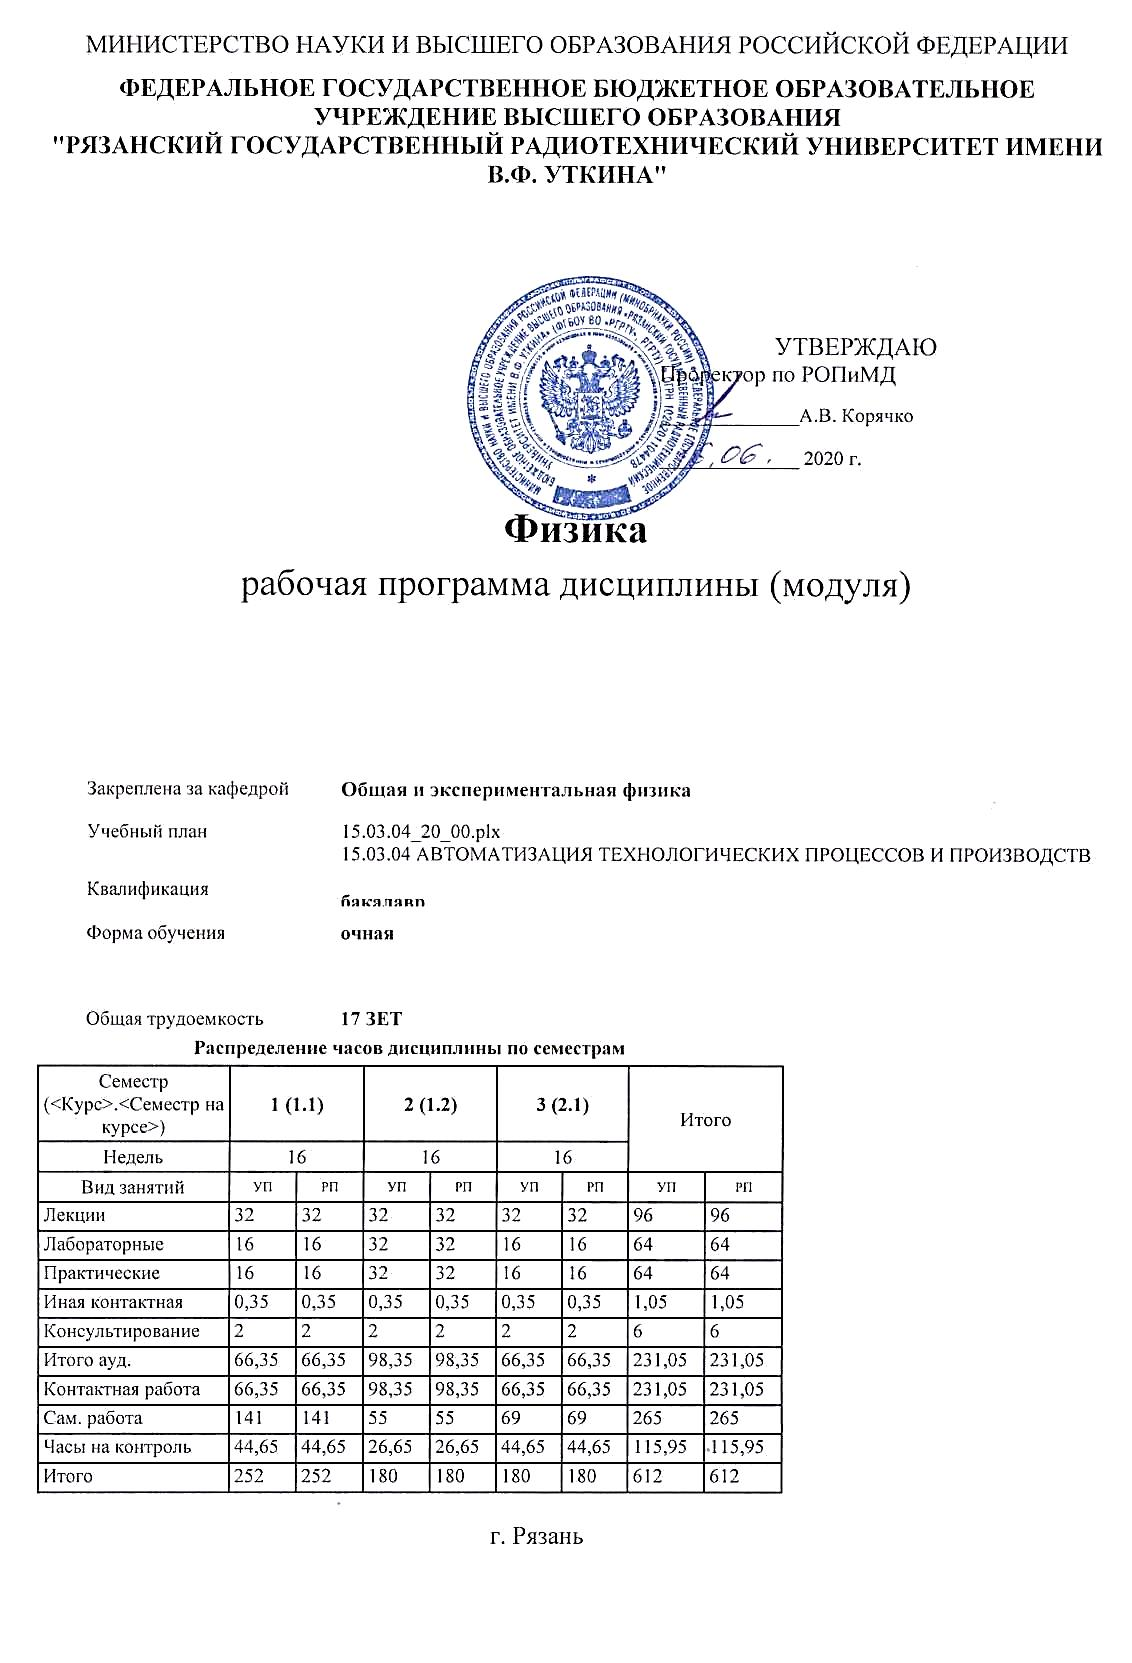 МИНИСТЕРСТВО НАУКИ И ВЫСШЕГО ОБРАЗОВАНИЯ РОССИЙСКОЙ ФЕДЕРАЦИИ
ФЕДЕРАЛЬНОЕ ГОСУДАРСТВЕННОЕ БЮДЖЕТНОЕ ОБРАЗОВАТЕЛЬНОЕ
УЧРЕЖДЕНИЕ ВЫСШЕГО ОБРАЗОВАНИЯ
"РЯЗАНСКИЙ ГОСУДАРСТВЕННЫЙ РАДИОТЕХНИЧЕСКИЙ УНИВЕРСИТЕТ ИМЕНИ
В.Ф. УТКИНА"
УТВЕРЖДАЮ
Проректор по РОПиМД
А.В. Корячко
06. 2020 г.
Физика
рабочая программа дисциплины (модуля)
Закреплена за кафедрой Общая и экспериментальная физика
Учебный план 15.03.04_20_00.plx
15.03.04 АВТОМАТИЗАЦИЯ ТЕХНОЛОГИЧЕСКИХ ПРОЦЕССОВ И ПРОИЗВОДСТВ
Квалификация бакалавр
Форма обучения очная
Общая трудоемкость 17 ЗЕТ
Распределение часов дисциплины по семестрам
Семестр (<Курс>.<Семестр на курсе>) 1 (1.1) 2 (1.2) 3 (2.1) Итого
Недель 16 16 16
Вид занятий УП РП УП РП УП РП УП РП
Лекции 32 32 32 32 32 32 96 96
Лабораторные 16 16 32 32 16 16 64 64
Практические 16 16 32 32 16 16 64 64
Иная контактная 0,35 0,35 0,35 0,35 0,35 0,35 1,05 1,05
Консультирование 2 2 2 2 2 2 6 6
Итого ауд. 66,35 66,35 98,35 98,35 66,35 66,35 231,05 231,05
Контактная работа 66,35 66,35 98,35 98,35 66,35 66,35 231,05 231,05
Сам. работа 141 141 55 55 69 69 265 265
Часы на контроль 44,65 44,65 26,65 26,65 44,65 44,65 115,95 115,95
Итого 252 252 180 180 180 180 612 612
г. Рязань